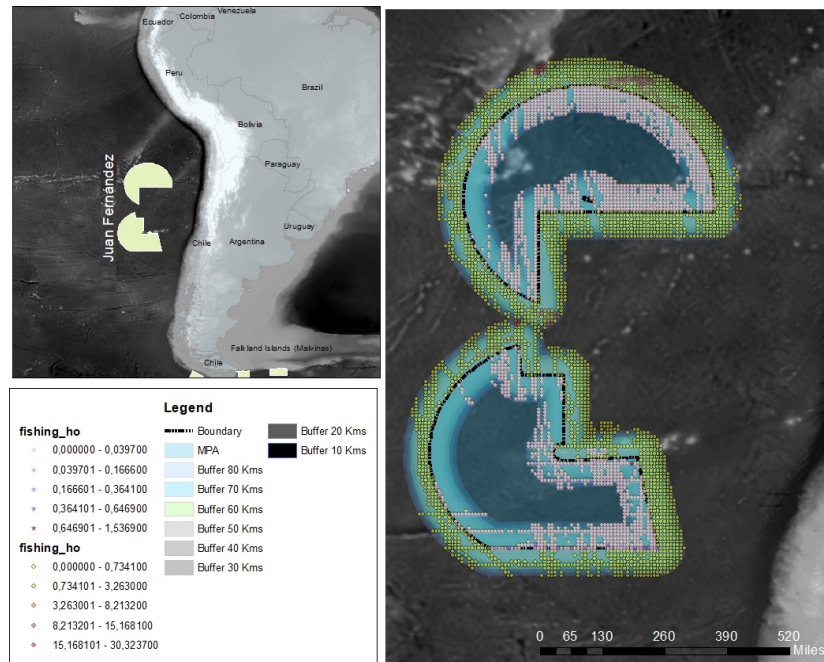 Venezuela
Colombia
Ecuador
Peru
Brazil
Bolivia
Paraguay
Juan Fernández
Uruguay
Chile
Argentina
Falkland Islands (Malvinas)
Chile
Legend
fishing_ho
0,000000 - 0,039700
0,039701 - 0,166600
0,166601 - 0,364100
0,364101 - 0,646900
0,646901 - 1,536900
fishing_ho
0,000000 - 0,734100
0,734101 - 3,263000
3,263001 - 8,213200
8,213201 - 15,168100
15,168101 - 30,323700
Boundary
MPA
Buffer 80 Kms
Buffer 70 Kms
Buffer 60 Kms
Buffer 50 Kms
Buffer 40 Kms
Buffer 30 Kms
Buffer 20 Kms
Buffer 10 Kms
0 65 130 260 390 520
Miles